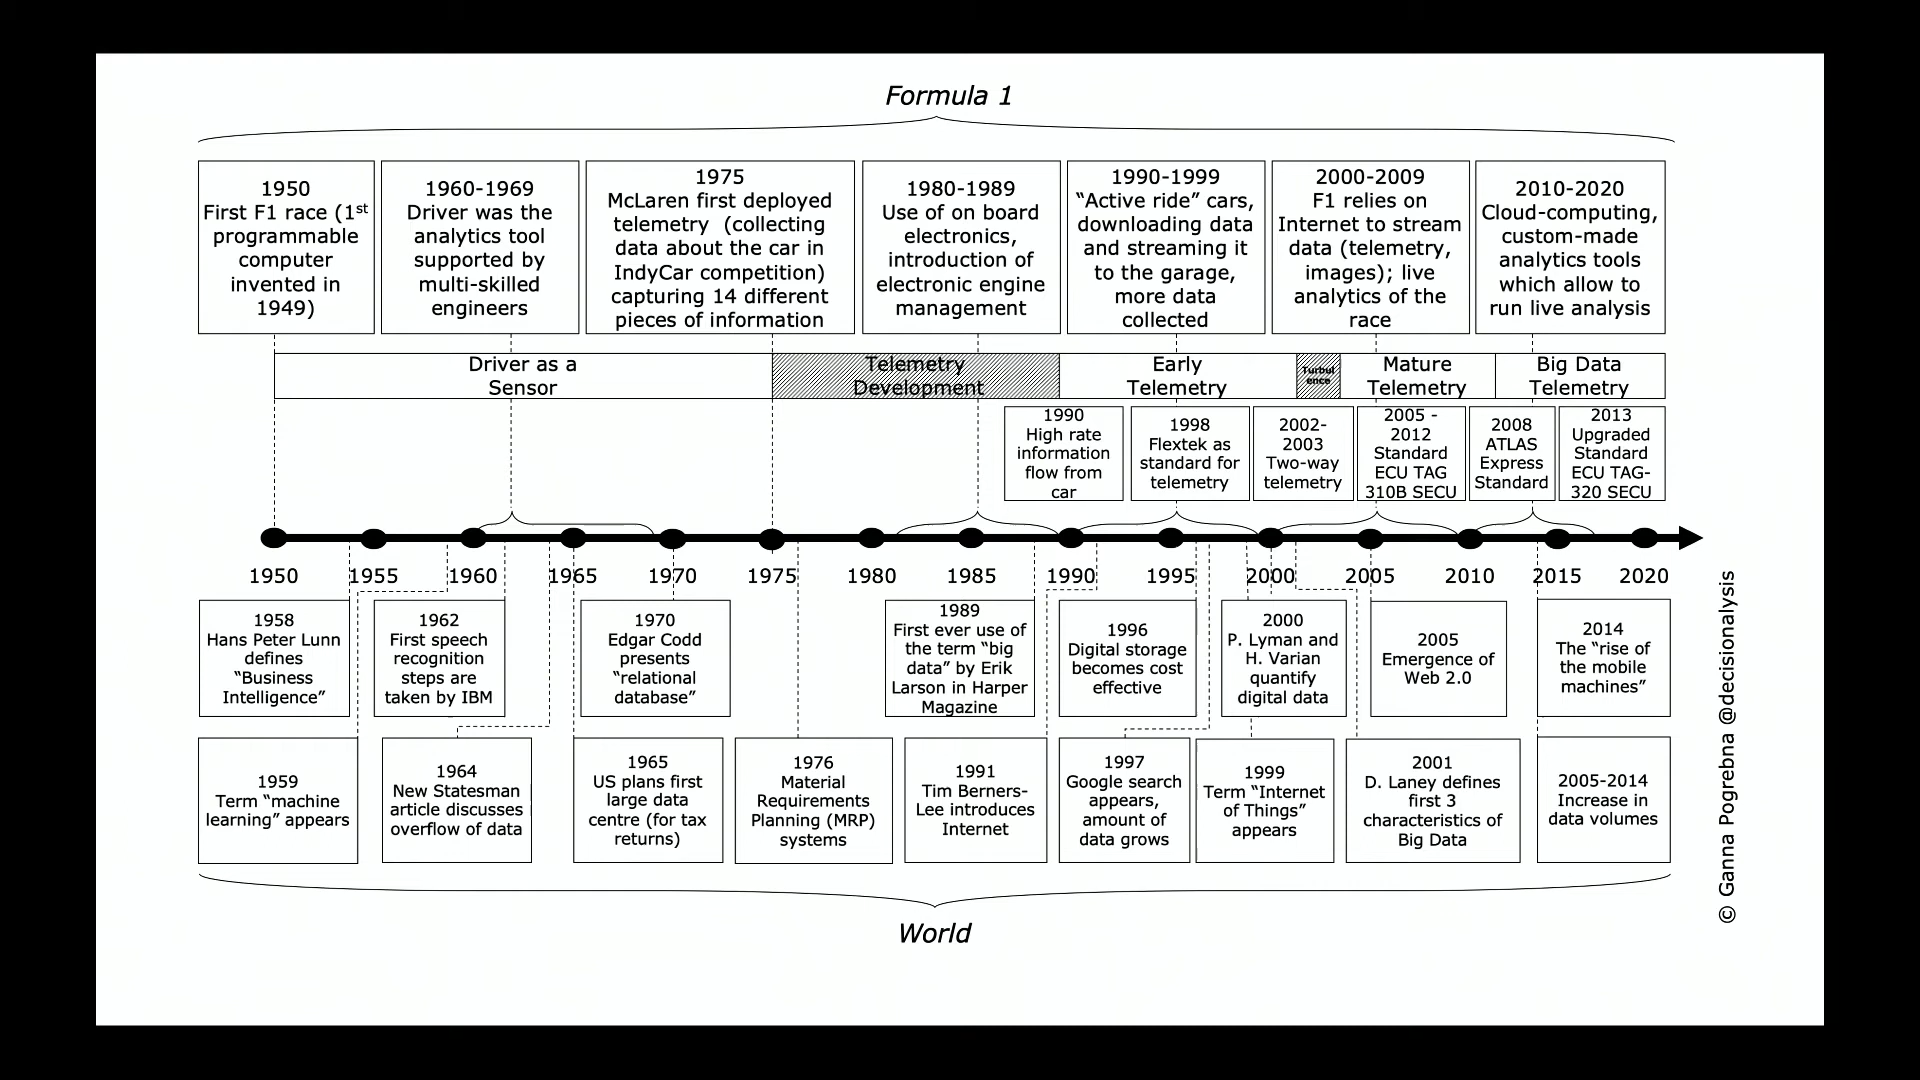 Formula 1
1950
First F1 race (1st
programmable
computer
invented in
1949)
1960-1969
Driver was the
analytics tool
supported by
multi-skilled
engineers
1975
McLaren first deployed
telemetry (collecting
data about the car in
IndyCar competition)
capturing 14 different
pieces of information
1980-1989
Use of on board
electronics,
introduction of
electronic engine
management
1990-1999
“Active ride” cars,
downloading data
and streaming it
to the garage,
more data
collected
2000-2009
F1 relies on
Internet to stream
data (telemetry,
images); live
analytics of the
race
2010-2020
Cloud-computing,
custom-made
analytics tools
which allow to
run live analysis
Driver as a
Sensor
Telemetry
Development
Early
Telemetry
Turbul
ence
Mature
Telemetry
Big Data
Telemetry
1990
High rate
information
flow from
car
1998
Flextek as
standard for
telemetry
2002-
2003
Two-way
telemetry
2005 -
2012
Standard
ECU TAG
310B SECU
2008
ATLAS
Express
Standard
2013
Upgraded
Standard
ECU TAG-
320 SECU
1950 1955 1960 1965 1970 1975 1980 1985 1990 1995 2000 2005 2010 2015 2020
1958
Hans Peter Lunn
defines
“Business
Intelligence”
1962
First speech
recognition
steps are
taken by IBM
1970
Edgar Codd
presents
“relational
database”
1989
First ever use of
the term “big
data” by Erik
Larson in Harper
Magazine
1996
Digital storage
becomes cost
effective
2000
P. Lyman and
H. Varian
quantify
digital data
2005
Emergence of
Web 2.0
2014
The “rise of
the mobile
machines”
1959
Term “machine
learning” appears
1964
New Statesman
article discusses
overflow of data
1965
US plans first
large data
centre (for tax
returns)
1976
Material
Requirements
Planning (MRP)
systems
1991
Tim Berners-
Lee introduces
Internet
1997
Google search
appears,
amount of
data grows
1999
Term “Internet
of Things”
appears
2001
D. Laney defines
first 3
characteristics of
Big Data
2005-2014
Increase in
data volumes
World
© Ganna Pogrebna @decisionalysis